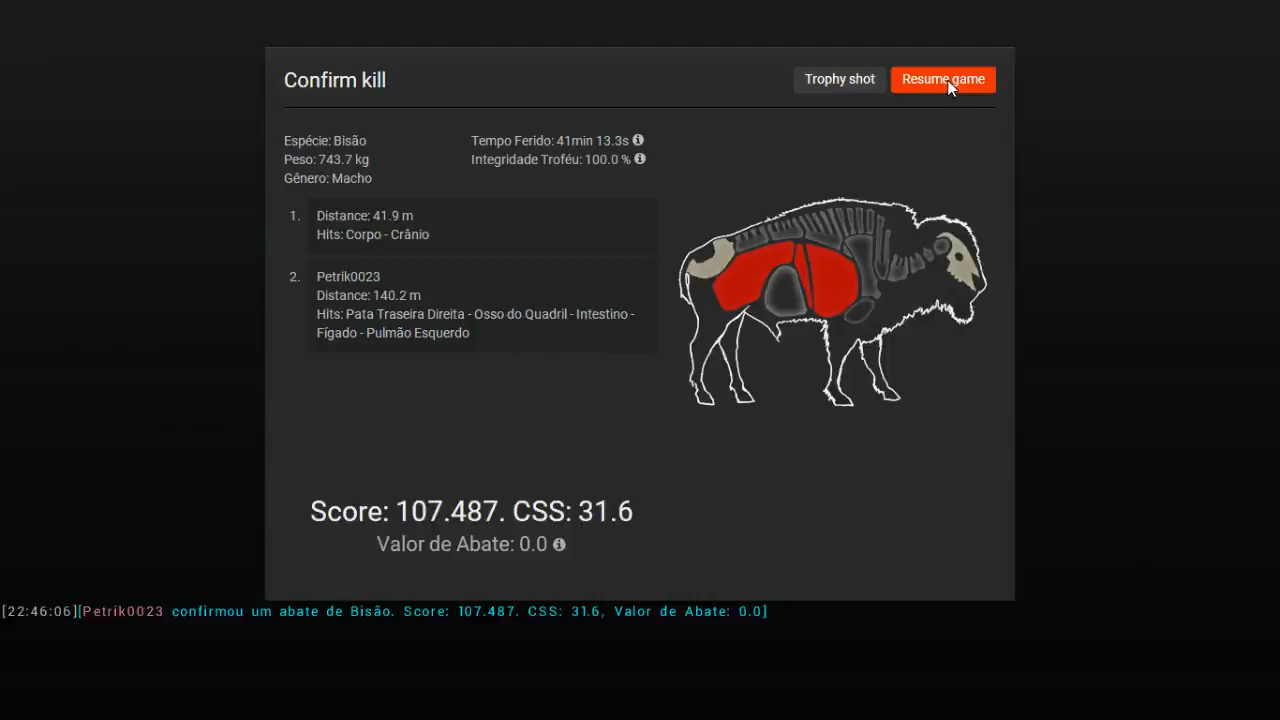 Confirm kill
Trophy shot
Resume game
Espécie: Bisão
Peso: 743.7 kg
Gênero: Macho
Tempo Ferido: 41min 13.3s
Integridade Troféu: 100.0 %
1.
Distance: 41.9 m
Hits: Corpo - Crânio
2.
Petrik0023
Distance: 140.2 m
Hits: Pata Traseira Direita - Osso do Quadril - Intestino -
Fígado - Pulmão Esquerdo
Score: 107.487. CSS: 31.6
Valor de Abate: 0.0
[22:46:06][Petrik0023 confirmou um abate de Bisão. Score: 107.487. CSS: 31.6, Valor de Abate: 0.0]